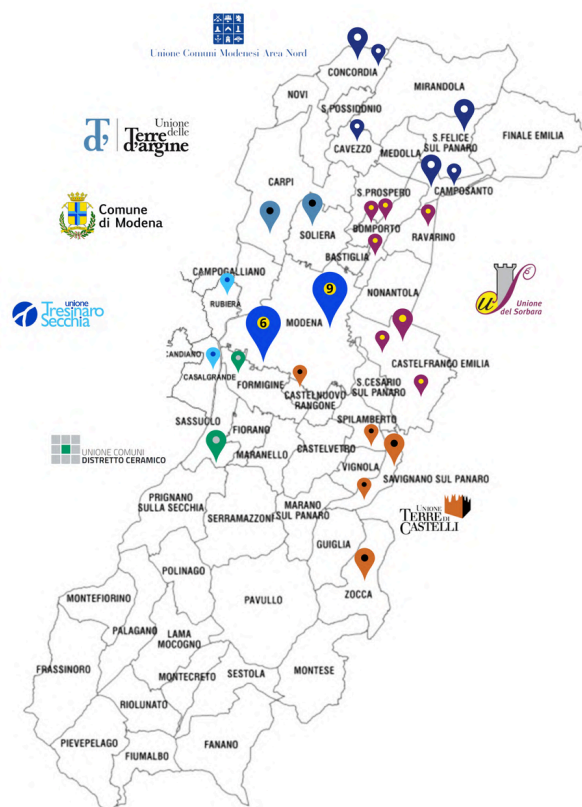 Unione Comuni Modenesi Area Nord
CONCORDIA
MIRANDOLA
NOVI
S.POSSIDONIO
Unione
delle
Terre
d'argine
S.FELICE
SUL PANARO
FINALE EMILIA
CAVEZZO
MEDOLLA
CARPI
S.PROSPERO
CAMPOSANTO
Comune
di Modena
SOLIERA
BOMPORTO
RAVARINO
BASTIGLIA
CAMPOGALLIANO
NONANTOLA
unione
Tresinaro
Secchia
RUBIERA
9
6
MODENA
Unione
del Sorbara
CANDIANO
CASALGRANDE
FORMIGINE
CASTELFRANCO EMILIA
S.CESARIO
SUL PANARO
CASTELNUOVO
RANGONE
SASSUOLO
SPILAMBERTO
FIORANO
UNIONE COMUNI
DISTRETTO CERAMICO
MARANELLO
CASTELVETRO
VIGNOLA
SAVIGNANO SUL PANARO
PRIGNANO
SULLA SECCHIA
SERRAMAZZONI
MARANO
SUL PANARO
UNIONE
TERRE DI
CASTELLI
GUIGLIA
POLINAGO
ZOCCA
MONTEFIORINO
PAVULLO
PALAGANO
LAMA
MOCOGNO
FRASSINORO
MONTECRETO
SESTOLA
MONTESE
RIOLUNATO
PIEVEPELAGO
FIUMALBO
FANANO